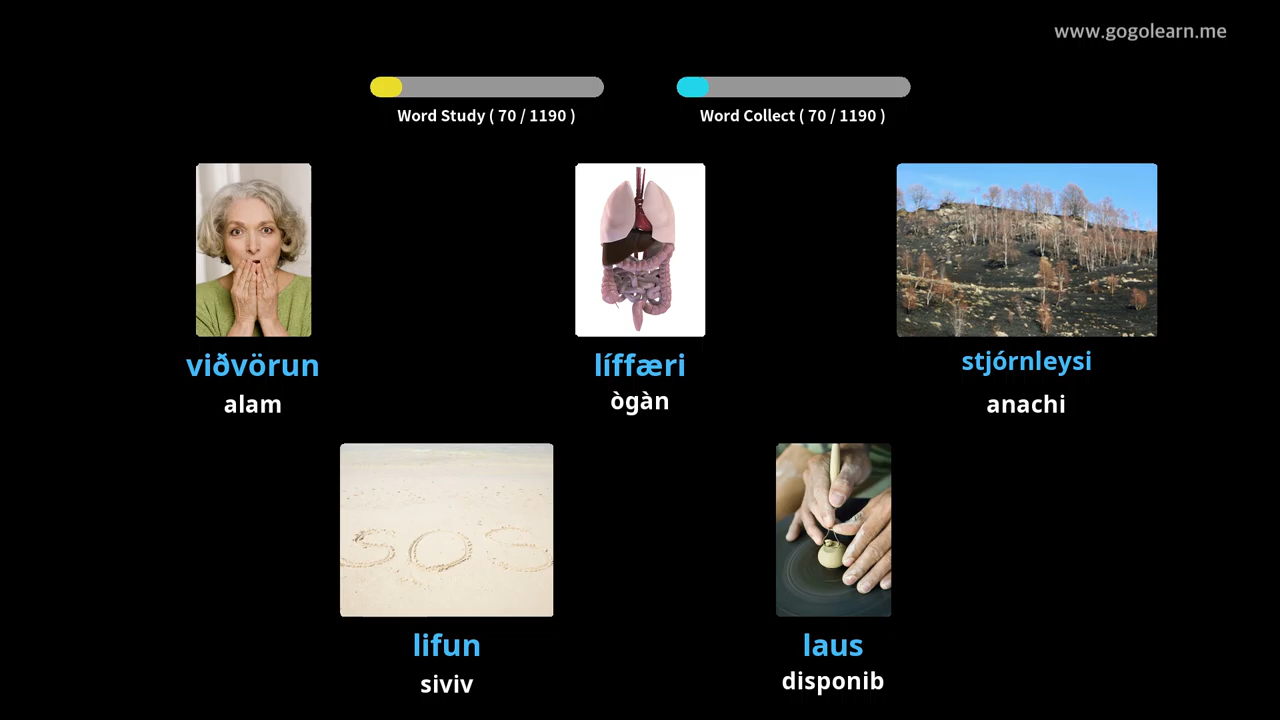 www.gogolearn.me
Word Study ( 70 / 1190 )
Word Collect ( 70 / 1190 )
viðvörun
alam
líffæri
ògàn
stjórnleysi
anachi
SOS
lifun
siviv
laus
disponib